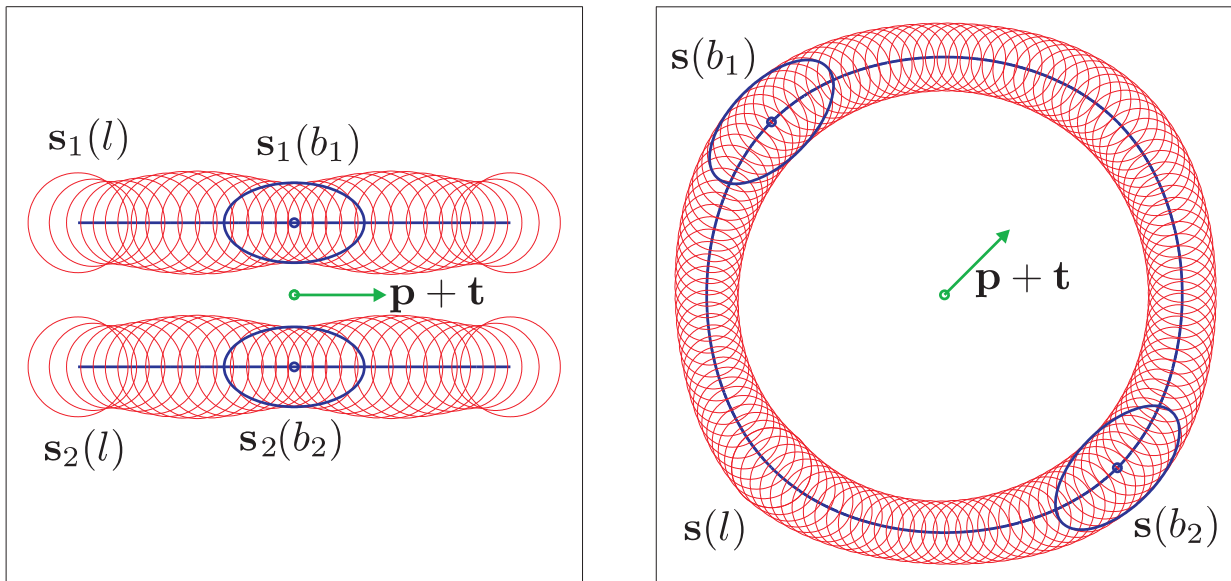 s₁(l)
s₁(b₁)
p + t
s₂(l)
s₂(b₂)
s(b₁)
p + t
s(l)
s(b₂)